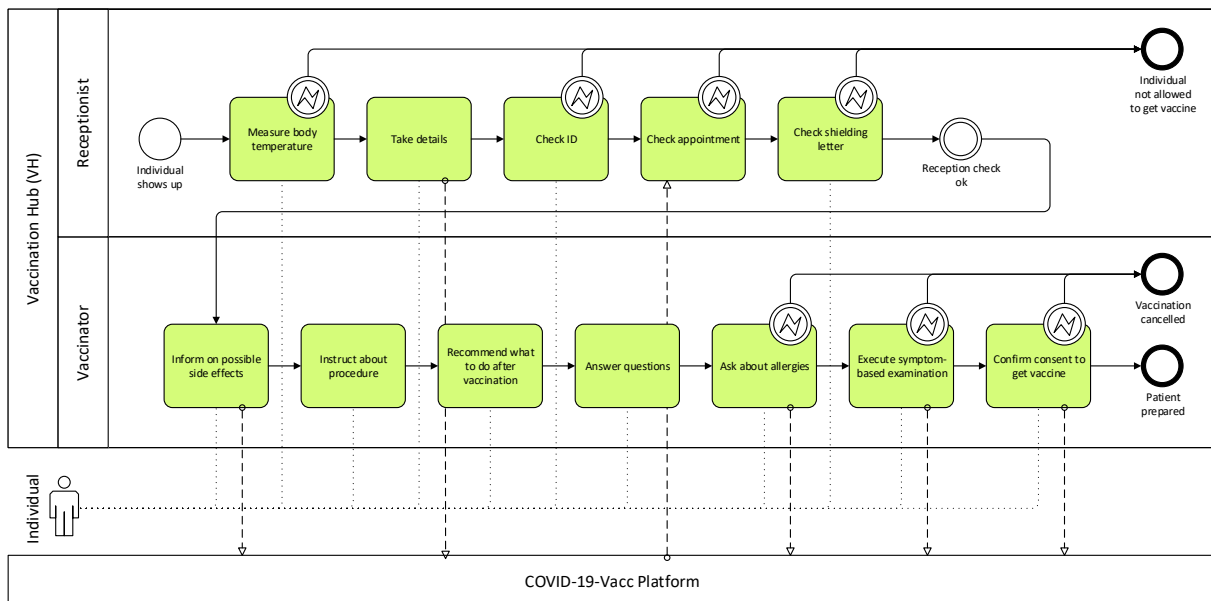 Vaccination Hub (VH)
Receptionist
Individual
shows up
Measure body
temperature
Take details
Check ID
Check appointment
Check shielding
letter
Reception check
ok
Individual
not allowed
to get vaccine
Vaccinator
Inform on possible
side effects
Instruct about
procedure
Recommend what
to do after
vaccination
Answer questions
Ask about allergies
Execute symptom-
based examination
Confirm consent to
get vaccine
Vaccination
cancelled
Patient
prepared
Individual
COVID-19-Vacc Platform